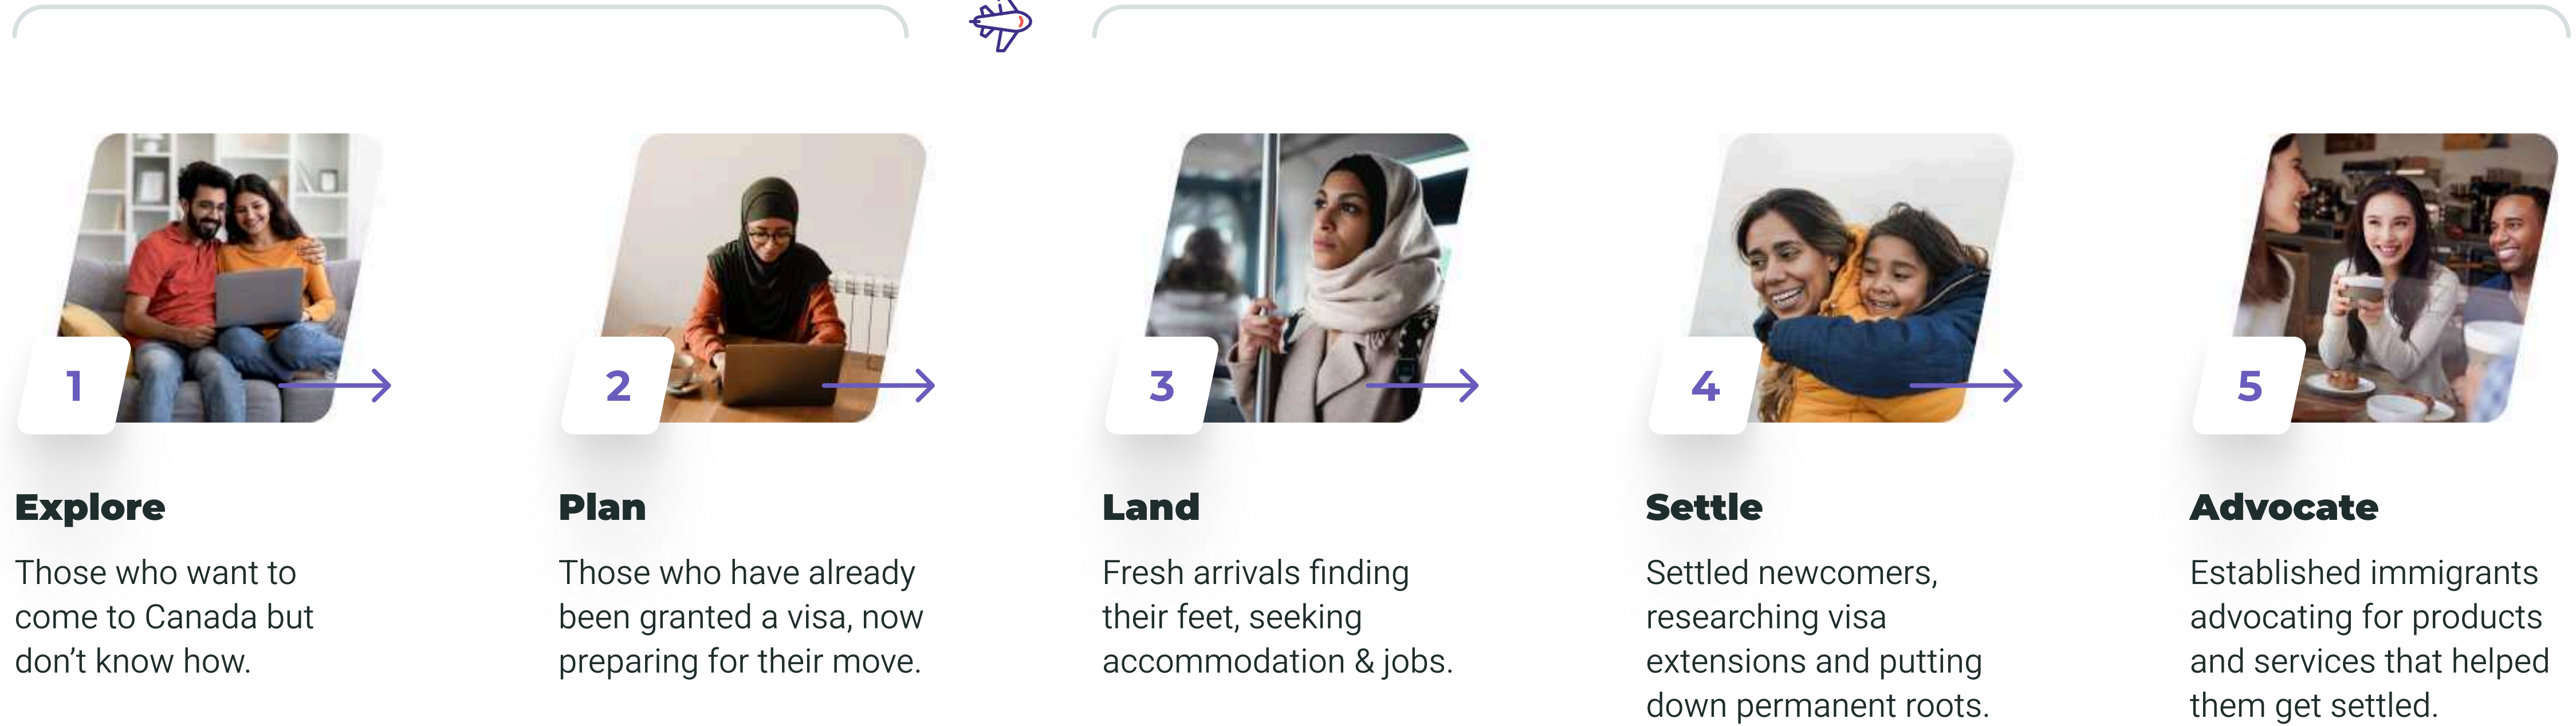 1
Explore
Those who want to
come to Canada but
don’t know how.
2
Plan
Those who have already
been granted a visa, now
preparing for their move.
3
Land
Fresh arrivals finding
their feet, seeking
accommodation & jobs.
4
Settle
Settled newcomers,
researching visa
extensions and putting
down permanent roots.
5
Advocate
Established immigrants
advocating for products
and services that helped
them get settled.